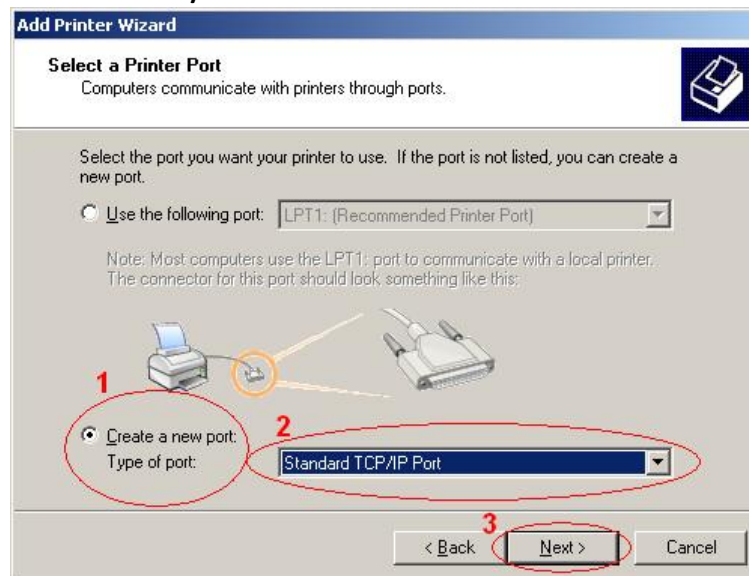 Add Printer Wizard
Select a Printer Port
Computers communicate with printers through ports.
Select the port you want your printer to use. If the port is not listed, you can create a
new port.
Use the following port: LPT1: (Recommended Printer Port)
Note: Most computers use the LPT1: port to communicate with a local printer.
The connector for this port should look something like this:
1
Create a new port:
2
Type of port: Standard TCP/IP Port
3
< Back Next > Cancel